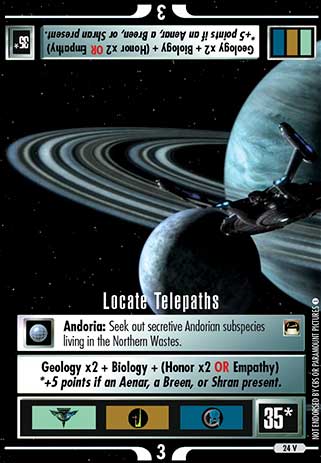 3
Geology x2 + Biology + (Honor x2 OR Empathy)
*+5 points if an Aenar, a Breen, or Shran present.
35*
Locate Telepaths
Andoria: Seek out secretive Andorian subspecies
living in the Northern Wastes.
Geology x2 + Biology + (Honor x2 OR Empathy)
*+5 points if an Aenar, a Breen, or Shran present.
35*
24 V
3
NOT ENDORSED BY CBS OR PARAMOUNT PICTURES